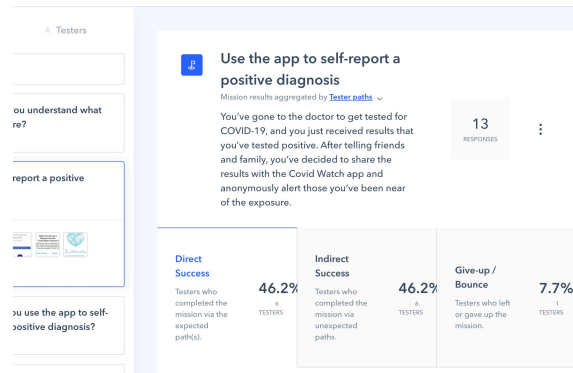 Testers
ou understand what
re?
report a positive
ou use the app to self-
positive diagnosis?
Use the app to self-report a
positive diagnosis
Mission results aggregated by Tester paths
You've gone to the doctor to get tested for
COVID-19, and you just received results that
you've tested positive. After telling friends
and family, you've decided to share the
results with the Covid Watch app and
anonymously alert those you've been near
of the exposure.
13
RESPONSES
Direct
Success
Testers who
completed the
mission via the
expected
path(s).
46.2%
6
TESTERS
Indirect
Success
Testers who
completed the
mission via
unexpected
paths.
46.2%
6
TESTERS
Give-up /
Bounce
Testers who left
or gave up the
mission.
7.7%
1
TESTERS